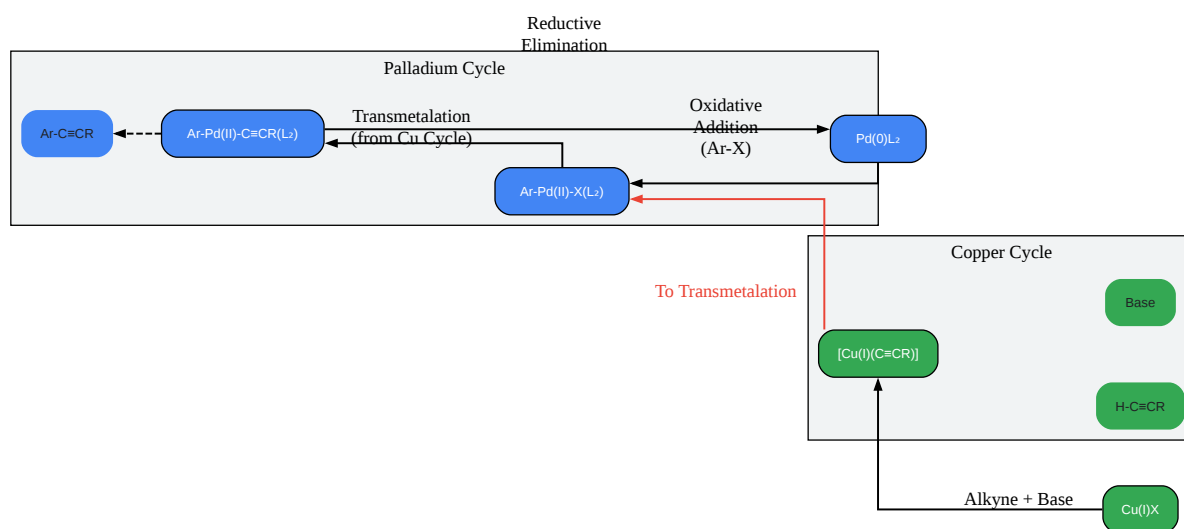 Reductive
Elimination
Palladium Cycle
Oxidative
Addition
(Ar-X)
Transmetalation
(from Cu Cycle)
Ar-C≡CR
Ar-Pd(II)-C≡CR(L₂)
Pd(0)L₂
Ar-Pd(II)-X(L₂)
Copper Cycle
To Transmetalation
Base
[Cu(I)(C≡CR)]
H-C≡CR
Alkyne + Base
Cu(I)X